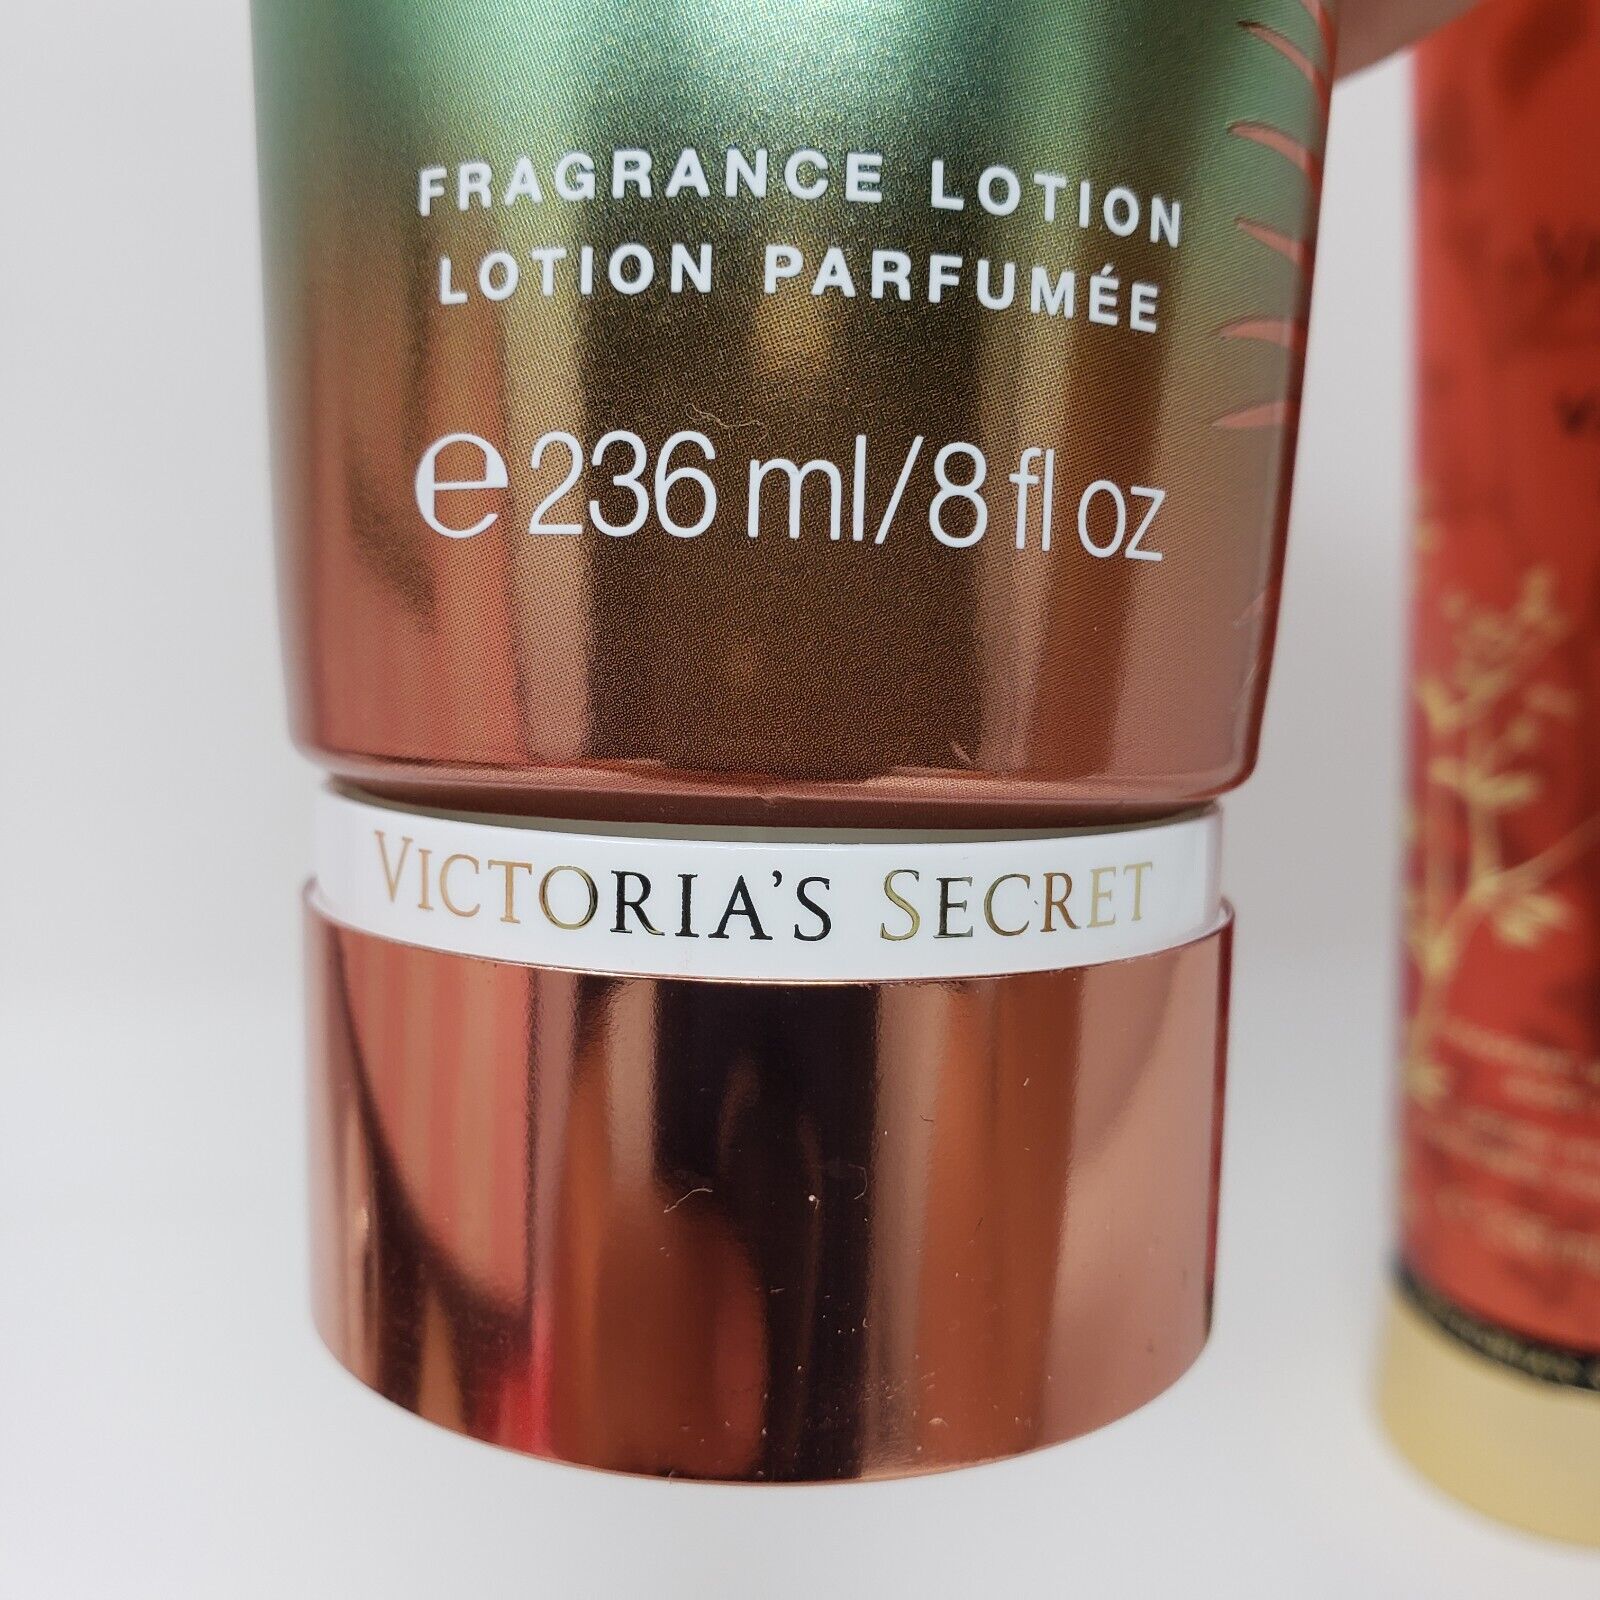 FRAGRANCE LOTION
LOTION PARFUMÉE
℮ 236 ml/8 fl oz
VICTORIA'S SECRET